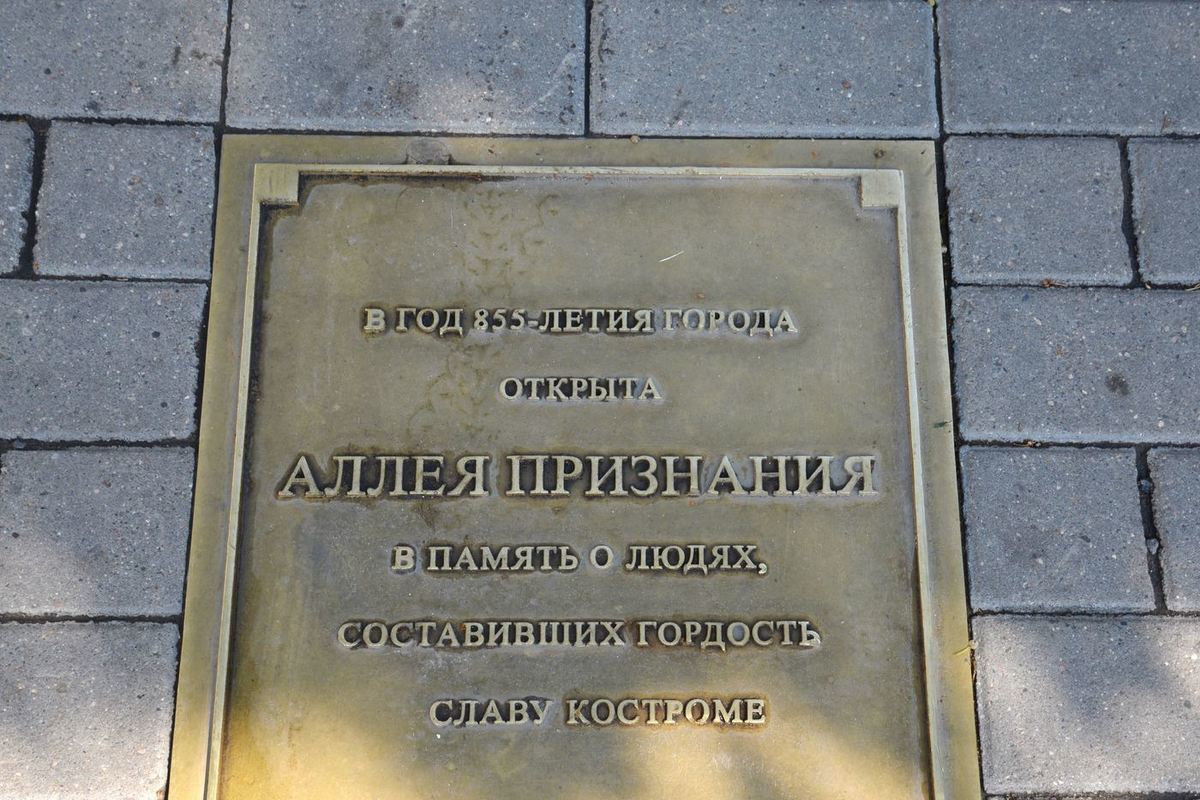 В ГОД 855-ЛЕТИЯ ГОРОДА
ОТКРЫТА
АЛЛЕЯ ПРИЗНАНИЯ
В ПАМЯТЬ О ЛЮДЯХ,
СОСТАВИВШИХ ГОРДОСТЬ
СЛАВУ КОСТРОМЕ